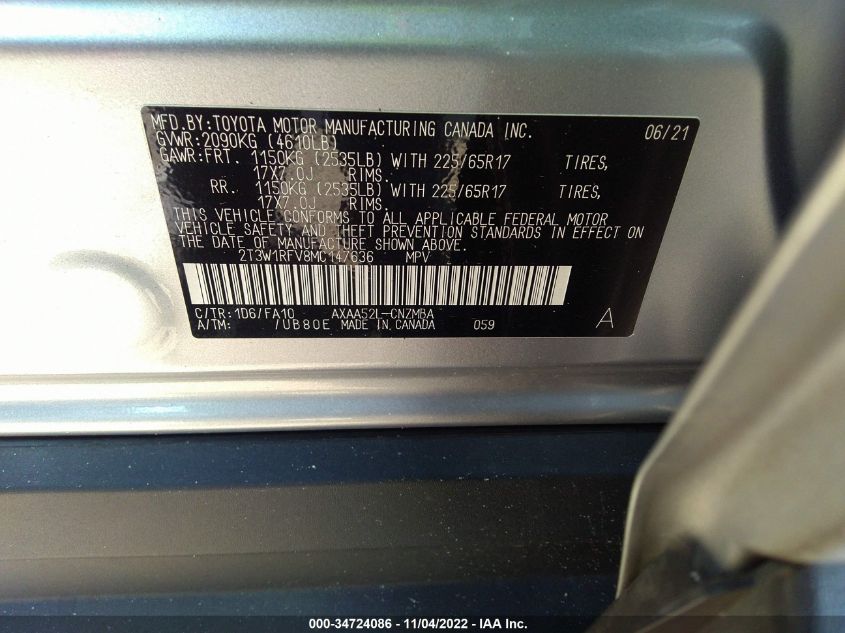 MFD.BY:TOYOTA MOTOR MANUFACTURING CANADA INC. 06/21
GVWR:2090KG (4610LB)
GAWR:FRT. 1150KG (2535LB) WITH 225/65R17 TIRES,
17X7.0J RIMS.
RR. 1150KG (2535LB) WITH 225/65R17 TIRES,
17X7.0J RIMS.
THIS VEHICLE CONFORMS TO ALL APPLICABLE FEDERAL MOTOR
VEHICLE SAFETY AND THEFT PREVENTION STANDARDS IN EFFECT ON
THE DATE OF MANUFACTURE SHOWN ABOVE.
2T3W1RFV8MC147636 MPV
C/TR:1D6/FA10 AXAA52L-CNZMBA
A/TM: /UB80E MADE IN CANADA 059 A
000-34724086 - 11/04/2022 - IAA Inc.